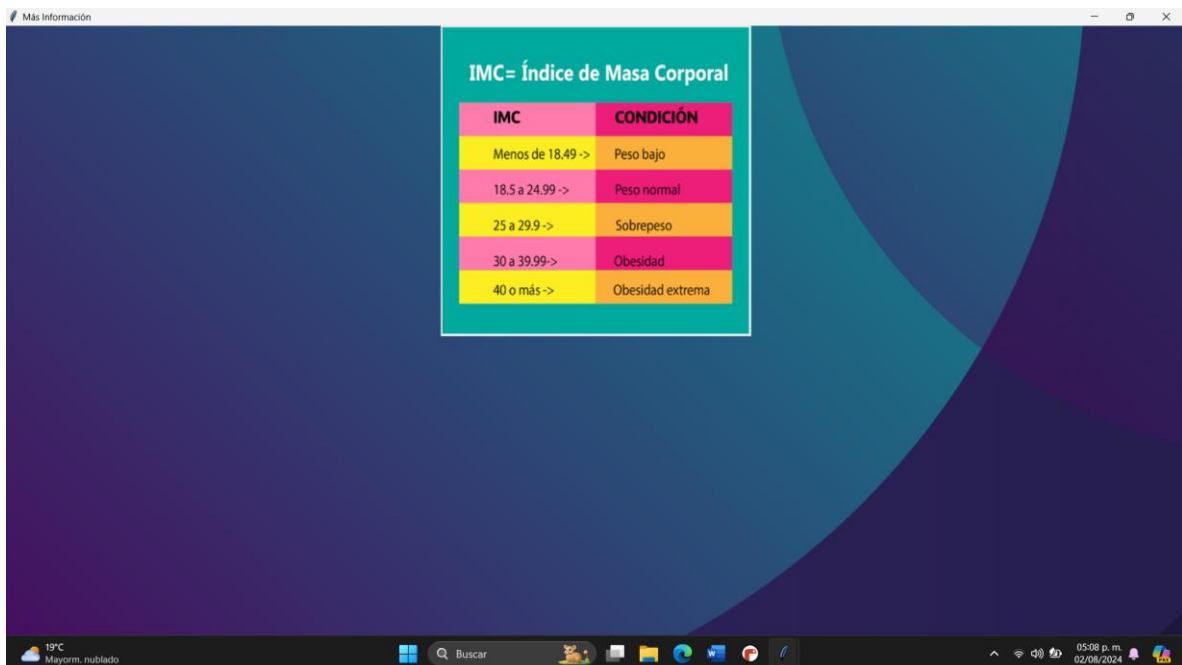 Más Información
IMC= Índice de Masa Corporal
IMC CONDICIÓN
Menos de 18.49 -> Peso bajo
18.5 a 24.99 -> Peso normal
25 a 29.9 -> Sobrepeso
30 a 39.99-> Obesidad
40 o más -> Obesidad extrema
19°C
Mayorm. nublado
Buscar
05:08 p. m.
02/08/2024